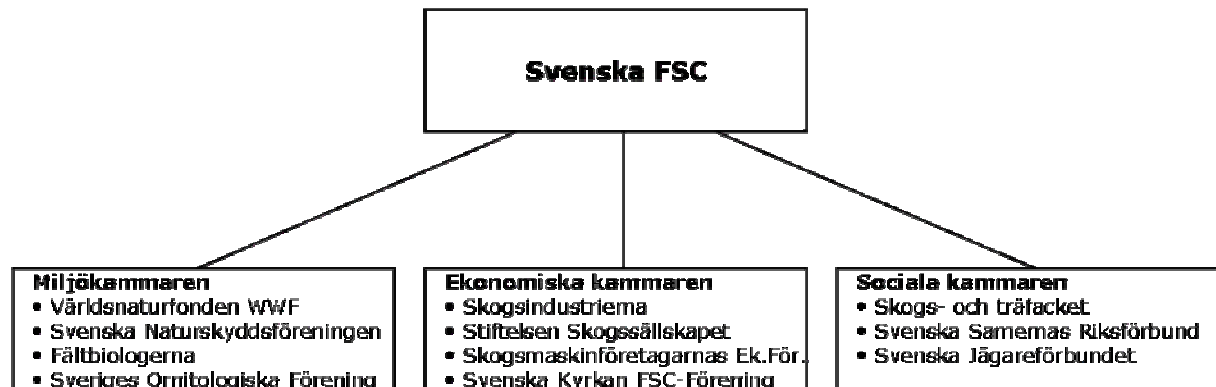 Svenska FSC
Miljökammaren
• Världsnaturfonden WWF
• Svenska Naturskyddsföreningen
• Fältbiologerna
• Sveriges Ornitologiska Förening
Ekonomiska kammaren
• Skogsindustrierna
• Stiftelsen Skogssällskapet
• Skogsmaskinföretagarnas Ek.För.
• Svenska Kyrkan FSC-Förening
Sociala kammaren
• Skogs- och träfacket
• Svenska Samernas Riksförbund
• Svenska Jägareförbundet